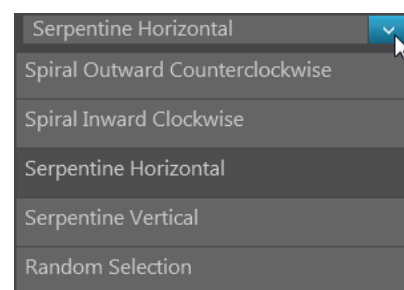 Serpentine Horizontal
Spiral Outward Counterclockwise
Spiral Inward Clockwise
Serpentine Horizontal
Serpentine Vertical
Random Selection